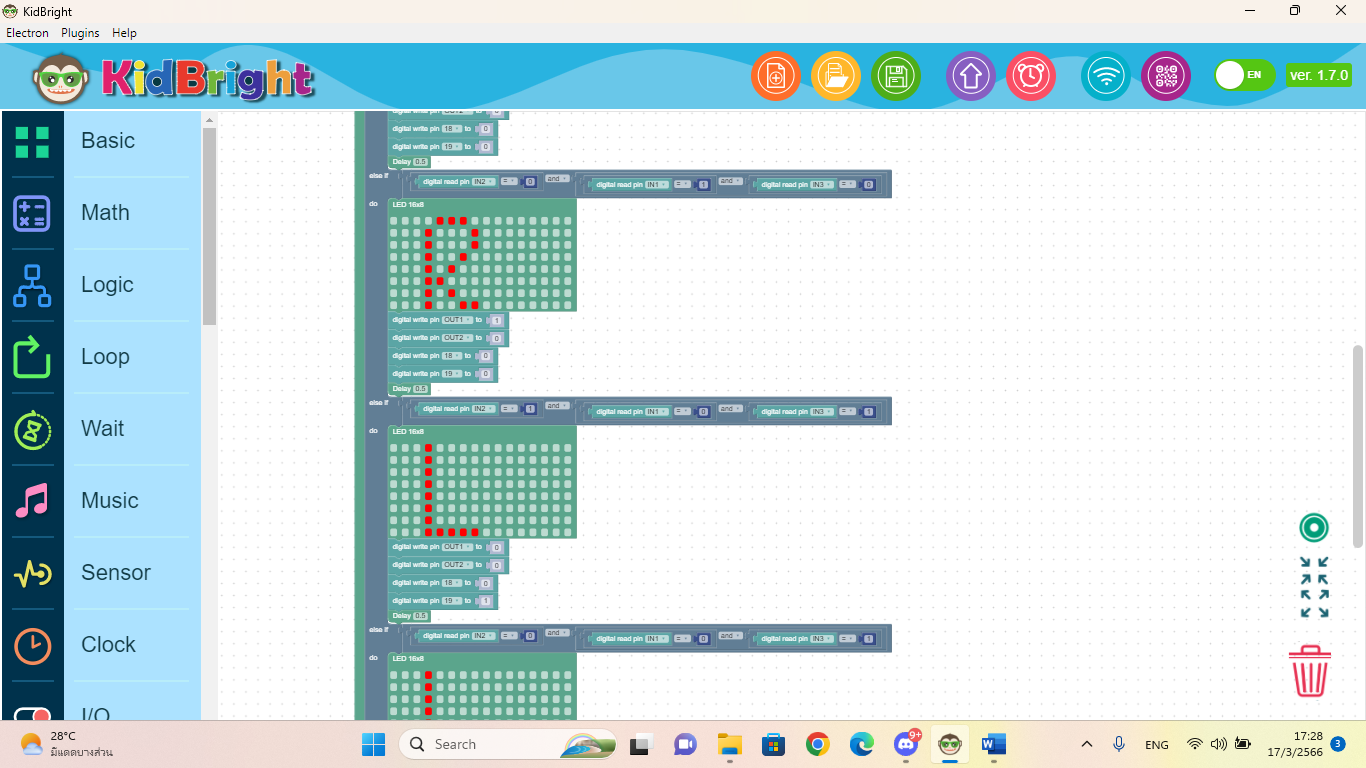 KidBright
Electron Plugins Help
KidBright
EN
ver. 1.7.0
Basic
Math
Logic
Loop
Wait
Music
Sensor
Clock
I/O
digital write pin 18 to 0
digital write pin 19 to 0
Delay 0.5
else if digital read pin IN2 = 0 and digital read pin IN1 = 1 and digital read pin IN3 = 0
do LED 16x8
digital write pin OUT1 to 1
digital write pin OUT2 to 0
digital write pin 18 to 0
digital write pin 19 to 0
Delay 0.5
else if digital read pin IN2 = 1 and digital read pin IN1 = 0 and digital read pin IN3 = 1
do LED 16x8
digital write pin OUT1 to 0
digital write pin OUT2 to 0
digital write pin 18 to 0
digital write pin 19 to 1
Delay 0.5
else if digital read pin IN2 = 0 and digital read pin IN1 = 0 and digital read pin IN3 = 1
do LED 16x8
28°C
มีแดดบางส่วน
Search
9+
ENG
17:28
17/3/2566
3